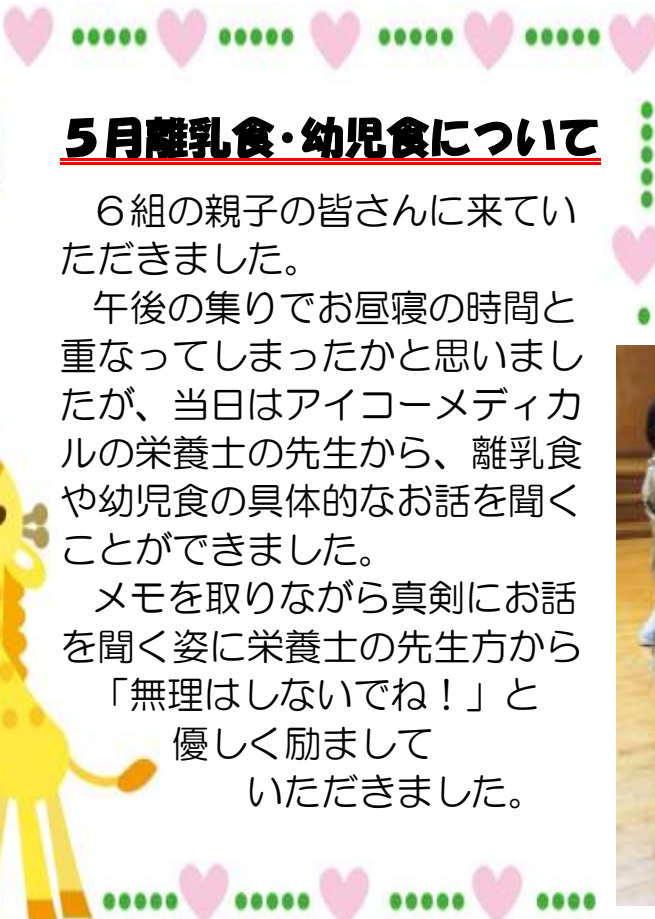 ５月離乳食・幼児食について
６組の親子の皆さんに来てい
ただきました。
午後の集りでお昼寝の時間と
重なってしまったかと思いまし
たが、当日はアイコーメディカ
ルの栄養士の先生から、離乳食
や幼児食の具体的なお話を聞く
ことができました。
メモを取りながら真剣にお話
を聞く姿に栄養士の先生方から
「無理はしないでね！」と
優しく励まして
いただきました。